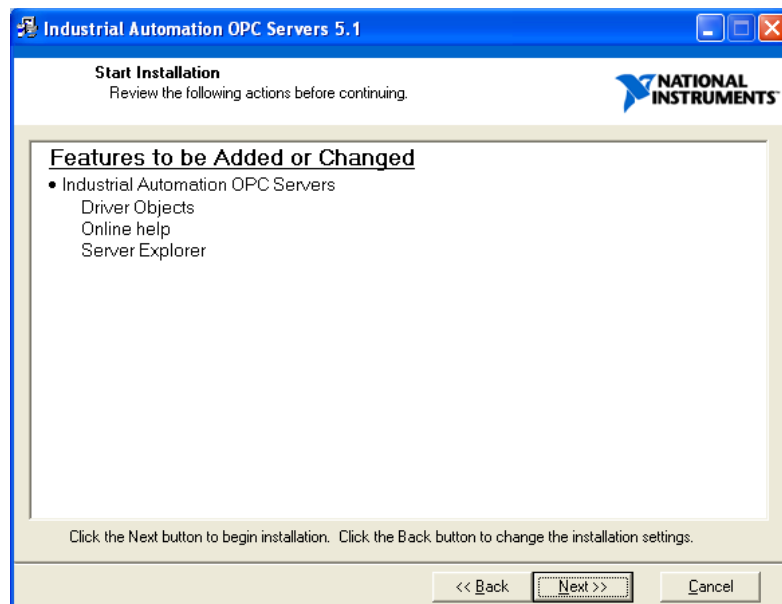 Industrial Automation OPC Servers 5.1
Start Installation
Review the following actions before continuing.
NATIONAL
INSTRUMENTS
Features to be Added or Changed
• Industrial Automation OPC Servers
Driver Objects
Online help
Server Explorer
Click the Next button to begin installation. Click the Back button to change the installation settings.
<< Back
Next >>
Cancel